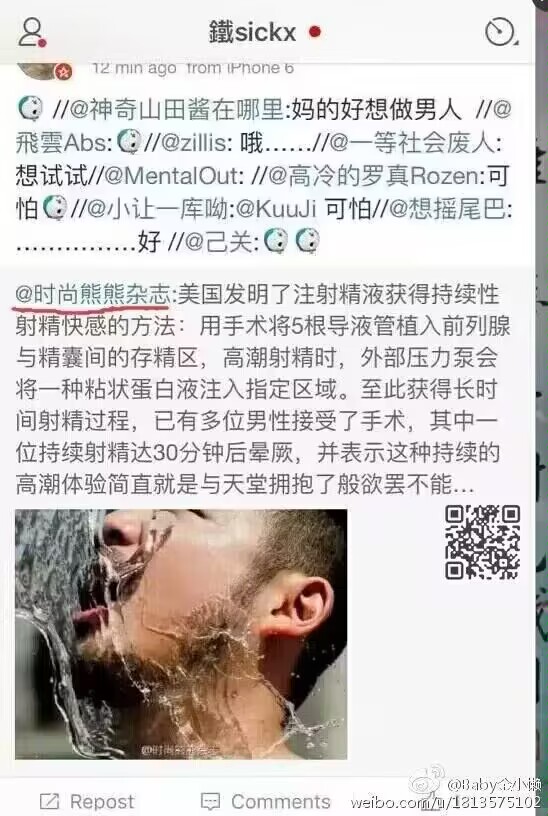 鐵sickx
12 min ago from iPhone 6
//@神奇山田酱在哪里:妈的好想做男人 //@
飛雲Abs: //@zillis: 哦……//@一等社会废人:
想试试//@MentalOut: //@高冷的罗真Rozen:可
怕 //@小让一库呦:@KuuJi 可怕//@想摇尾巴:
……………好 //@己关:
@时尚熊熊杂志:美国发明了注射精液获得持续性
射精快感的方法：用手术将5根导液管植入前列腺
与精囊间的存精区，高潮射精时，外部压力泵会
将一种粘状蛋白液注入指定区域。至此获得长时
间射精过程，已有多位男性接受了手术，其中一
位持续射精达30分钟后晕厥，并表示这种持续的
高潮体验简直就是与天堂拥抱了般欲罢不能...
@时尚熊熊杂志
Repost
Comments
@Baby仑小懒
weibo.com/u/1813575102